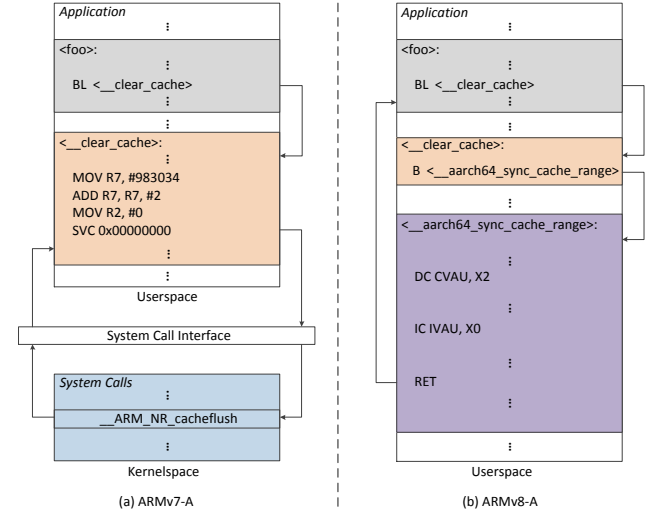 Application
<foo>:
BL <__clear_cache>
<__clear_cache>:
MOV R7, #983034
ADD R7, R7, #2
MOV R2, #0
SVC 0x00000000
Userspace
System Call Interface
System Calls
__ARM_NR_cacheflush
Kernelspace
(a) ARMv7-A
Application
<foo>:
BL <__clear_cache>
<__clear_cache>:
B <__aarch64_sync_cache_range>
<__aarch64_sync_cache_range>:
DC CVAU, X2
IC IVAU, X0
RET
Userspace
(b) ARMv8-A